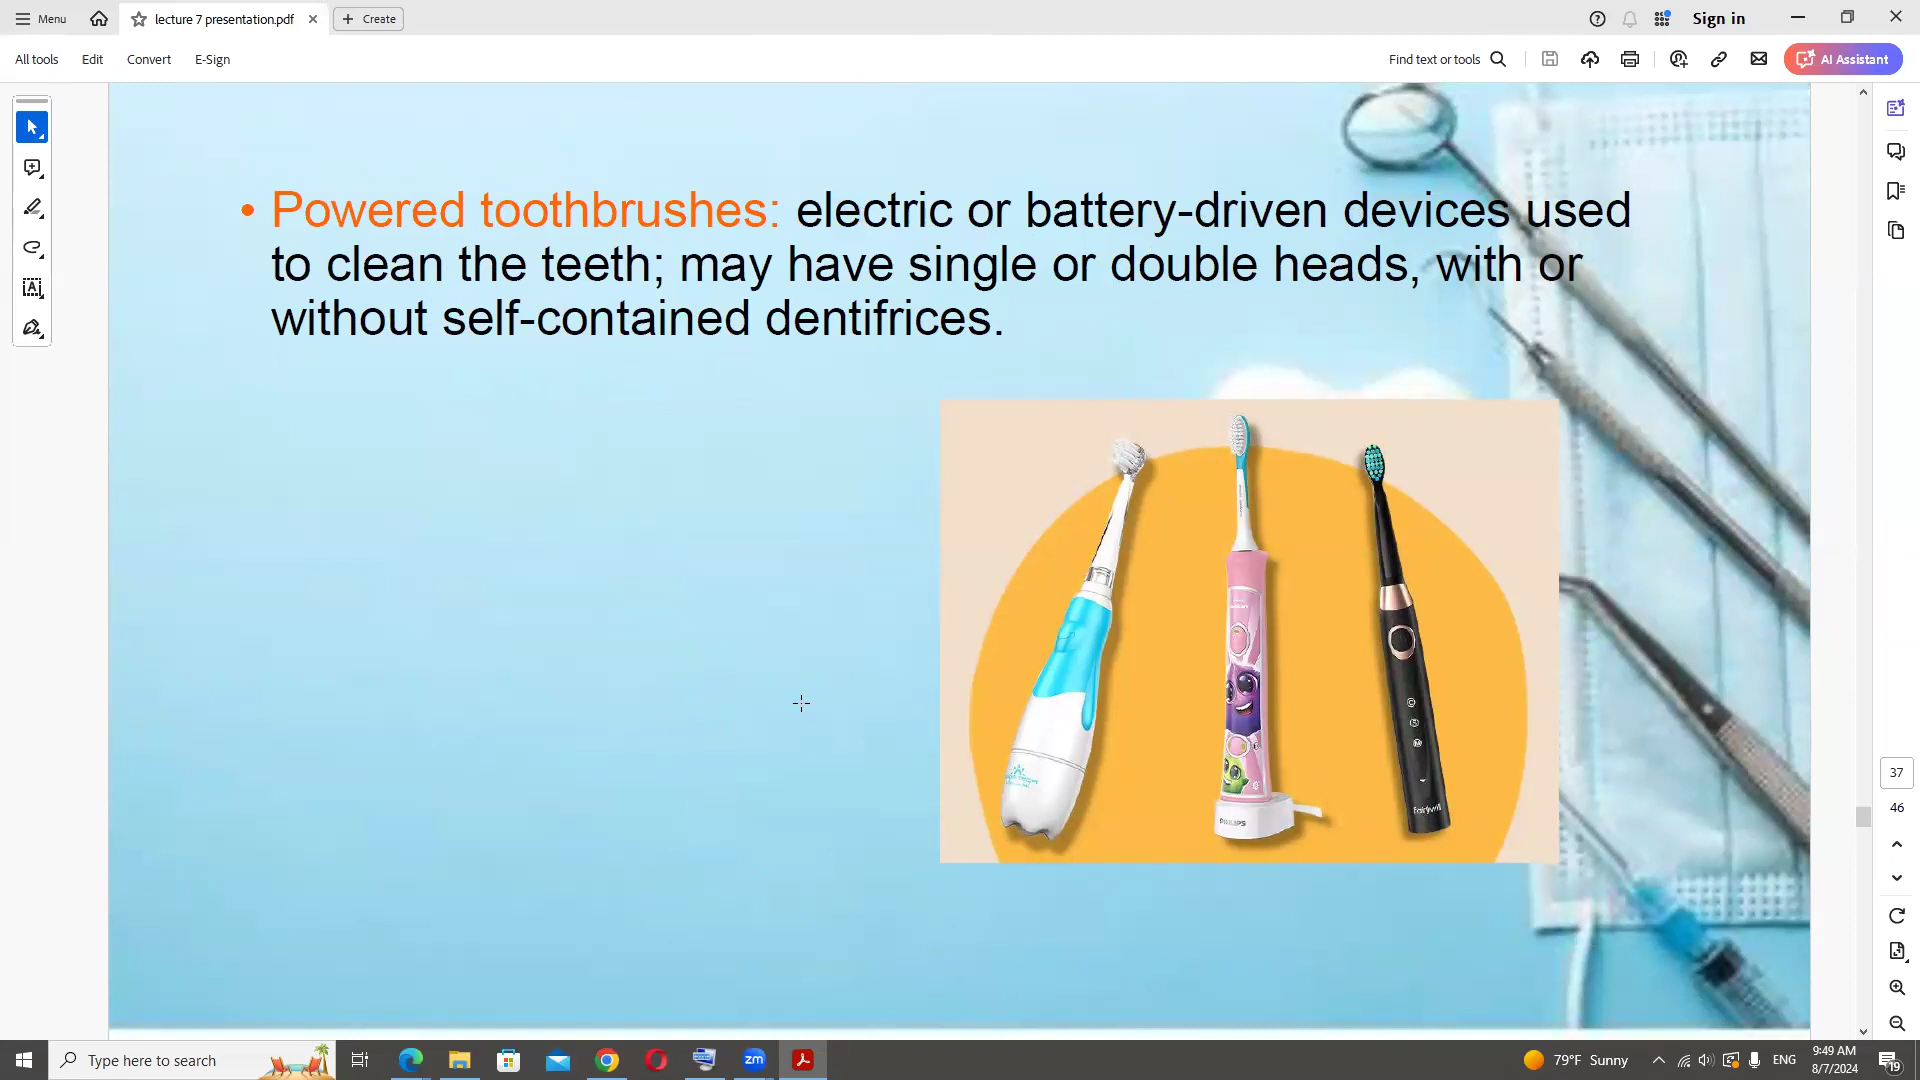 Menu
lecture 7 presentation.pdf
Create
Sign in
All tools
Edit
Convert
E-Sign
Find text or tools
AI Assistant
• Powered toothbrushes: electric or battery-driven devices used
to clean the teeth; may have single or double heads, with or
without self-contained dentifrices.
PHILIPS
Fairywill
37
46
Type here to search
zm
79°F Sunny
ENG
9:49 AM
8/7/2024
19